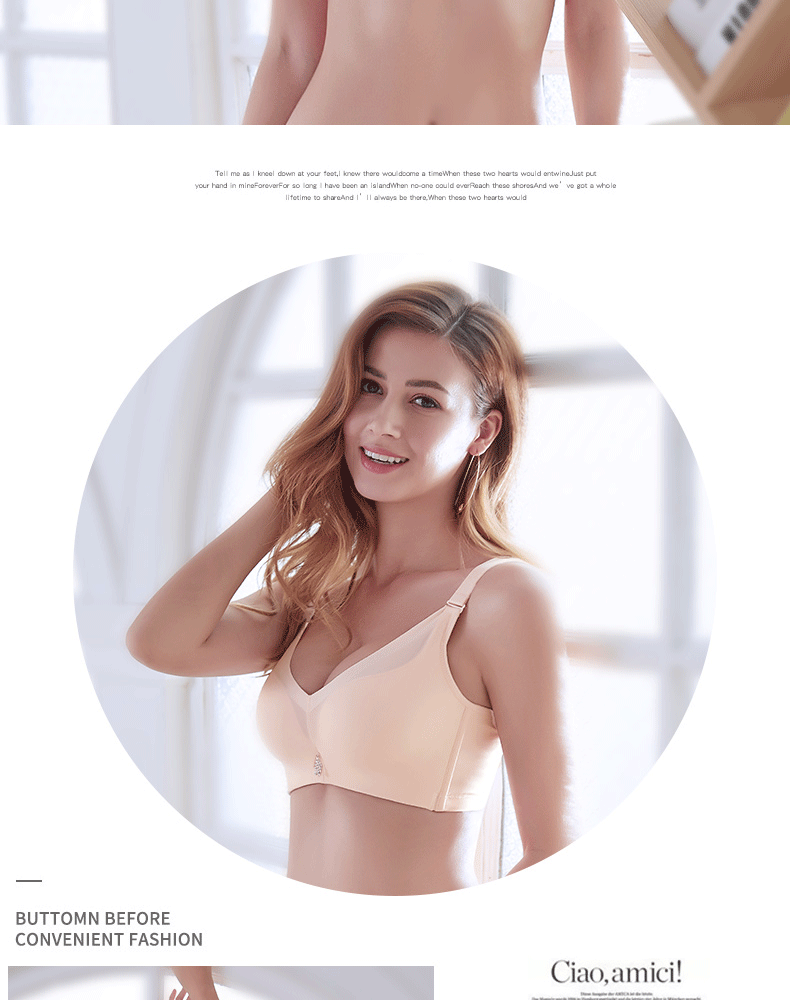 Tell me as I kneel down at your feet,I knew there wouldcome a timeWhen these two hearts would entwineJust put
your hand in mineForeverFor so long I have been an islandWhen no-one could everReach these shoresAnd we've got a whole
lifetime to shareAnd I'll always be there,When these two hearts would
BUTTOMN BEFORE
CONVENIENT FASHION
Ciao,amici!